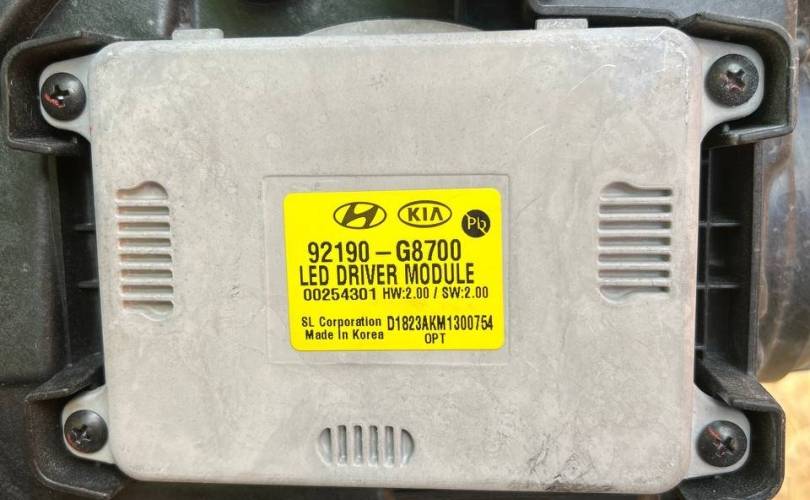 KIA
Pb
92190-G8700
LED DRIVER MODULE
00254301 HW:2.00 / SW:2.00
SL Corporation D1823AKM1300754
Made In Korea OPT